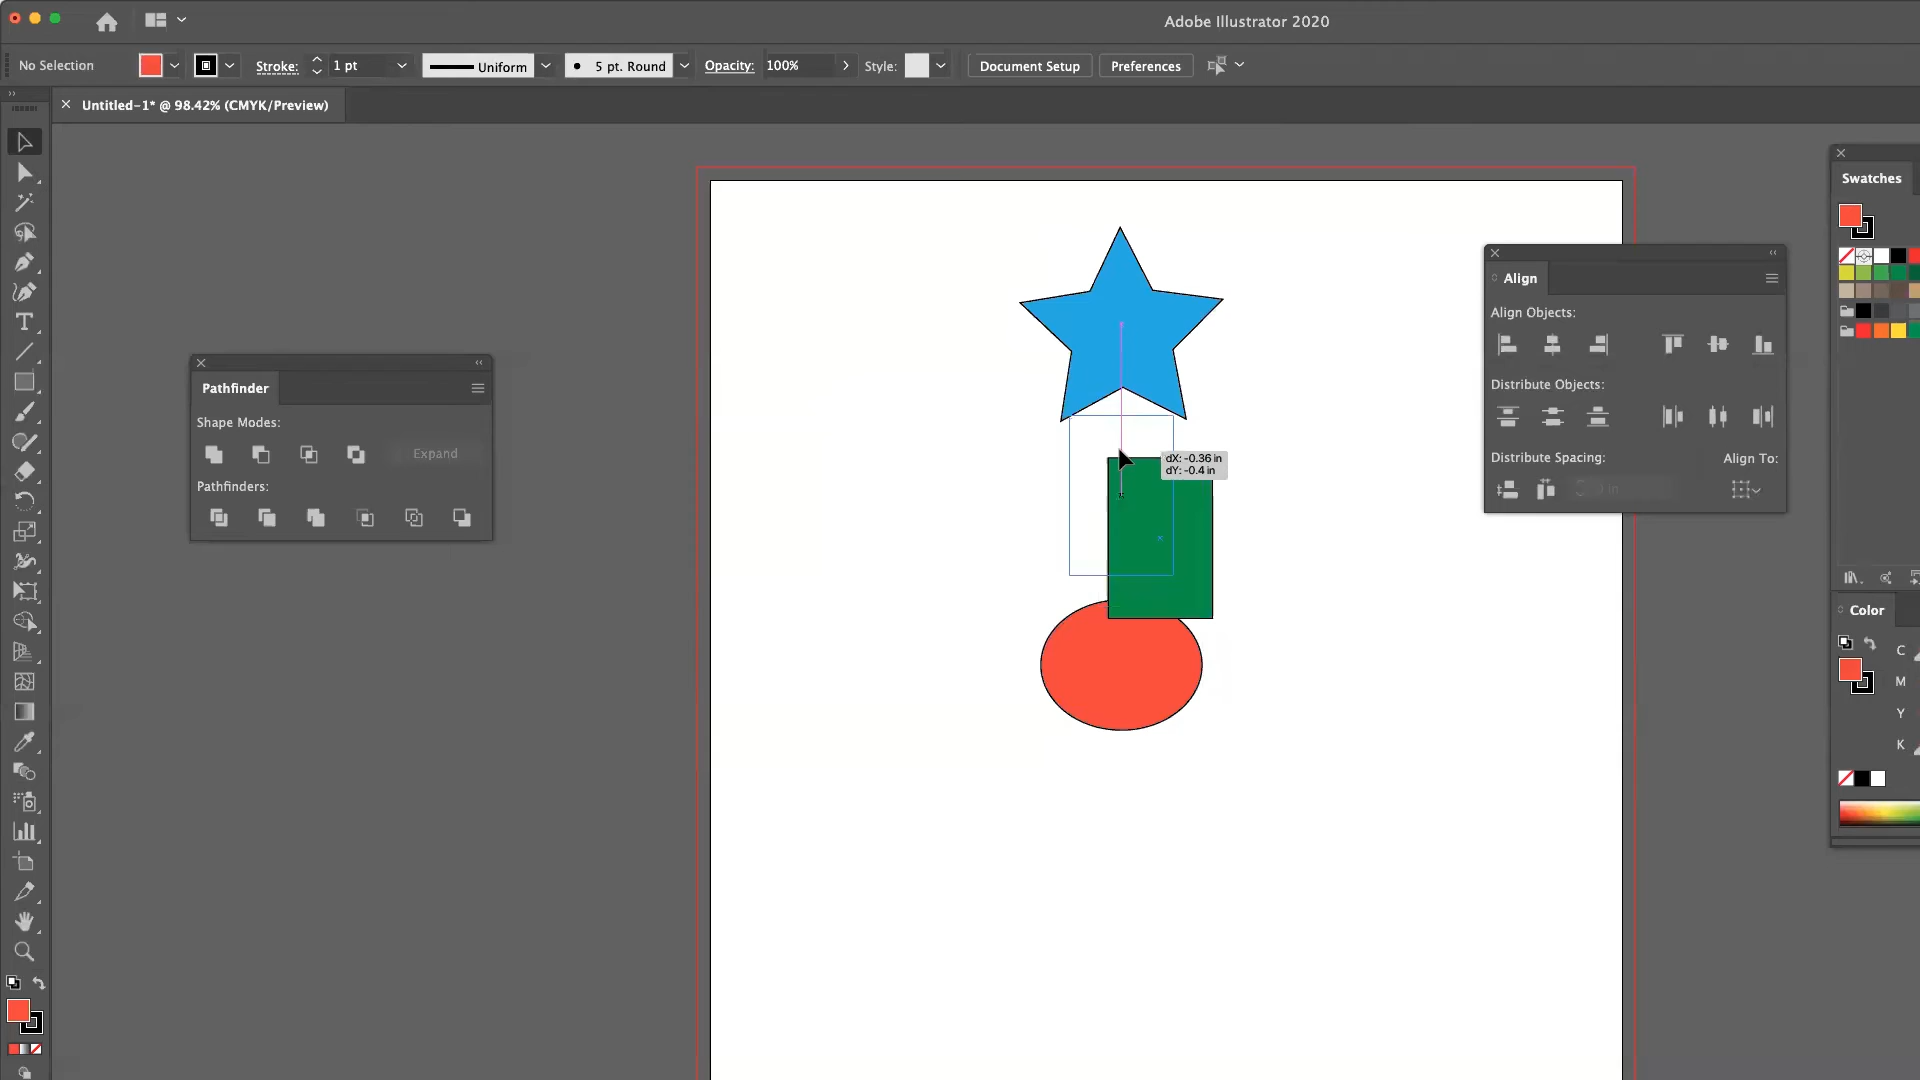 Adobe Illustrator 2020
No Selection
Stroke:
1 pt
Uniform
5 pt. Round
Opacity:
100%
Style:
Document Setup
Preferences
Untitled-1* @ 98.42% (CMYK/Preview)
Swatches
Align
Align Objects:
Distribute Objects:
Distribute Spacing:
Align To:
in
Pathfinder
Shape Modes:
Expand
Pathfinders:
dX: -0.36 in
dY: -0.4 in
Color
C
M
Y
K